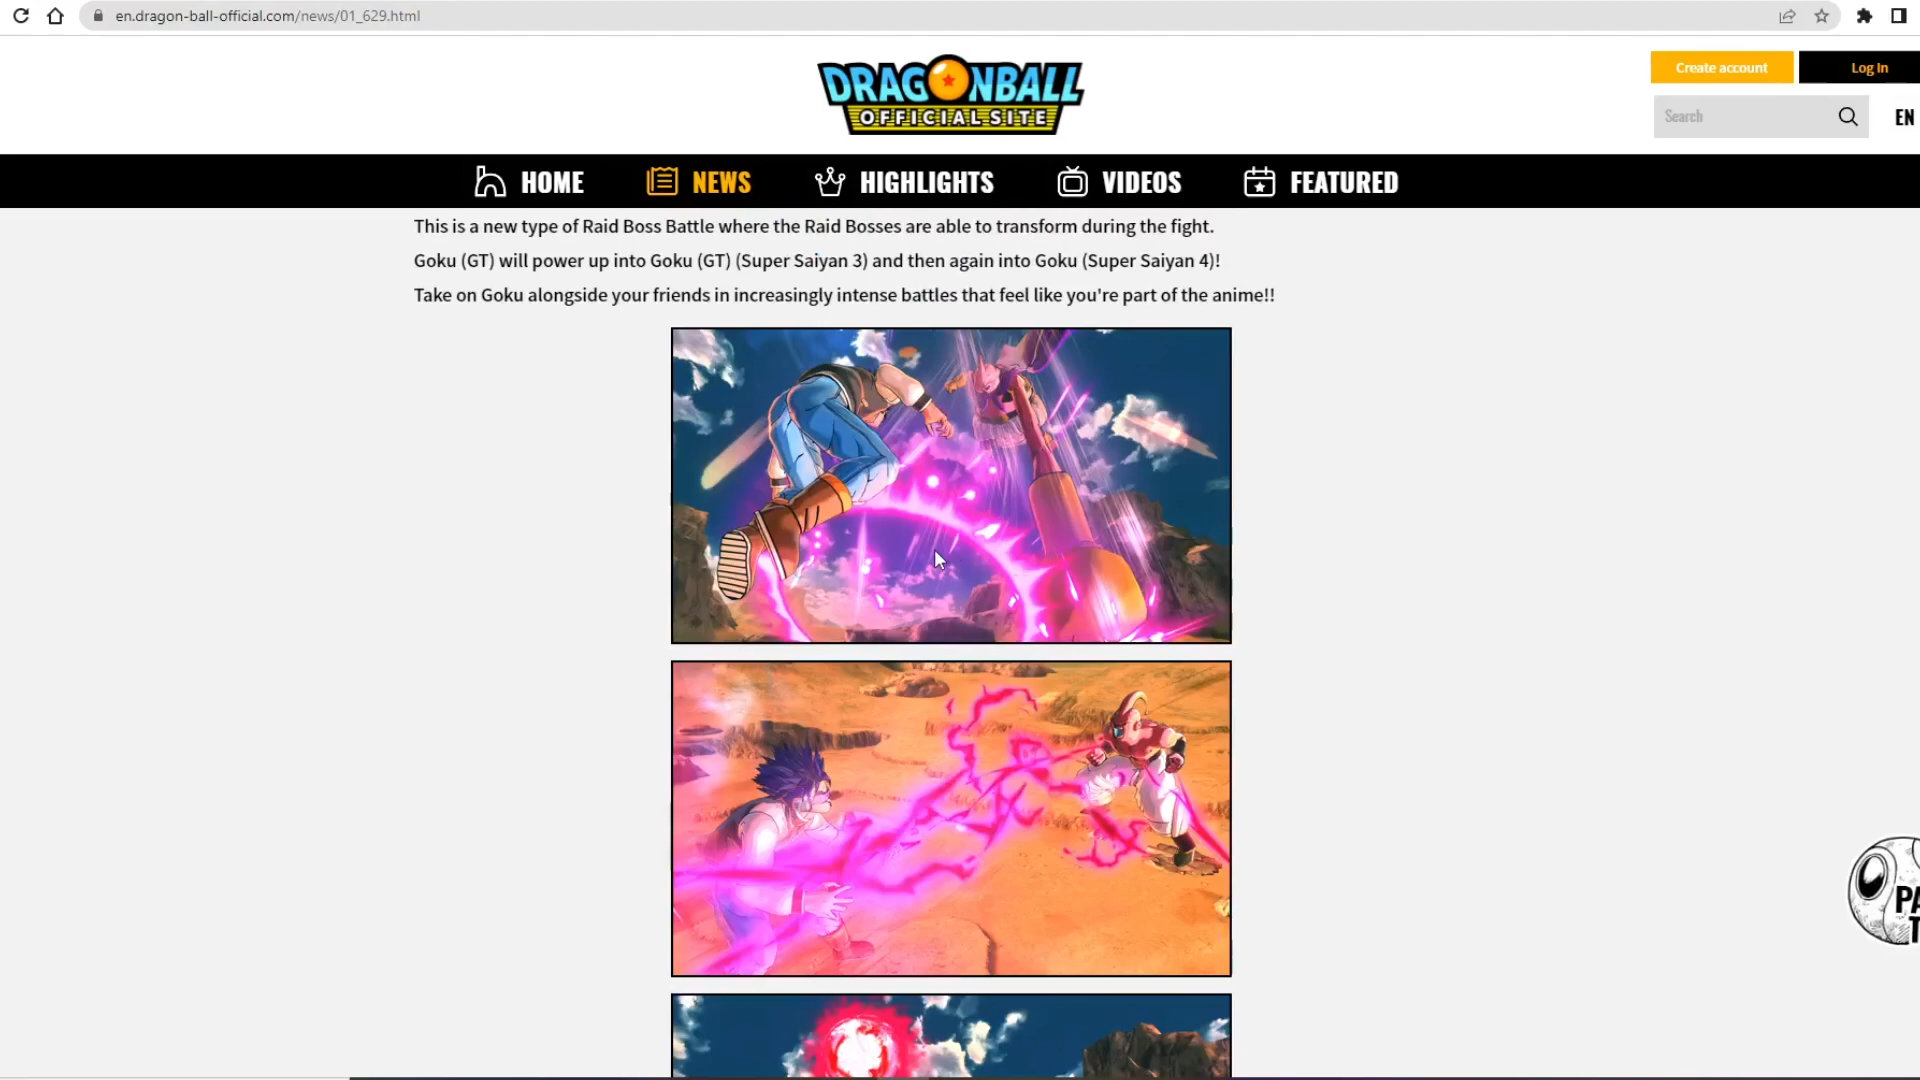 en.dragon-ball-official.com/news/01_629.html
DRAGONBALL
OFFICIAL SITE
Create account
Log In
Search
EN
HOME
NEWS
HIGHLIGHTS
VIDEOS
FEATURED
This is a new type of Raid Boss Battle where the Raid Bosses are able to transform during the fight.
Goku (GT) will power up into Goku (GT) (Super Saiyan 3) and then again into Goku (Super Saiyan 4)!
Take on Goku alongside your friends in increasingly intense battles that feel like you're part of the anime!!